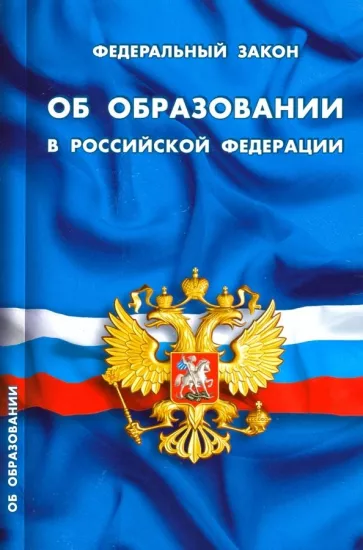 ФЕДЕРАЛЬНЫЙ ЗАКОН
ОБ ОБРАЗОВАНИИ
В РОССИЙСКОЙ ФЕДЕРАЦИИ
ОБ ОБРАЗОВАНИИ